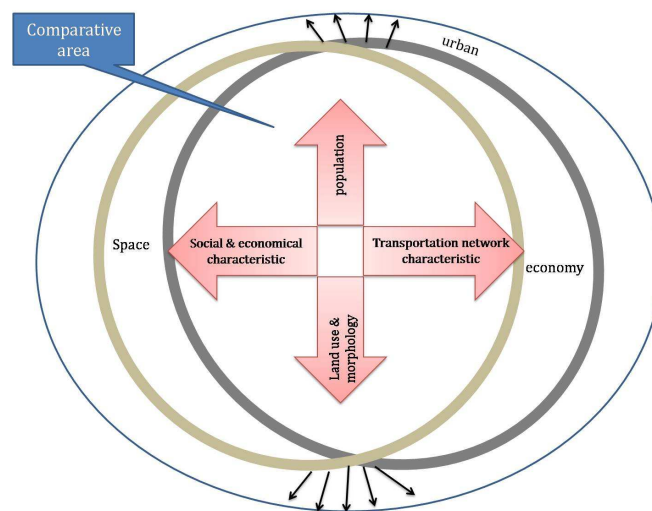 Comparative
area
urban
population
Space
Social & economical
characteristic
Transportation network
characteristic
economy
Land use &
morphology